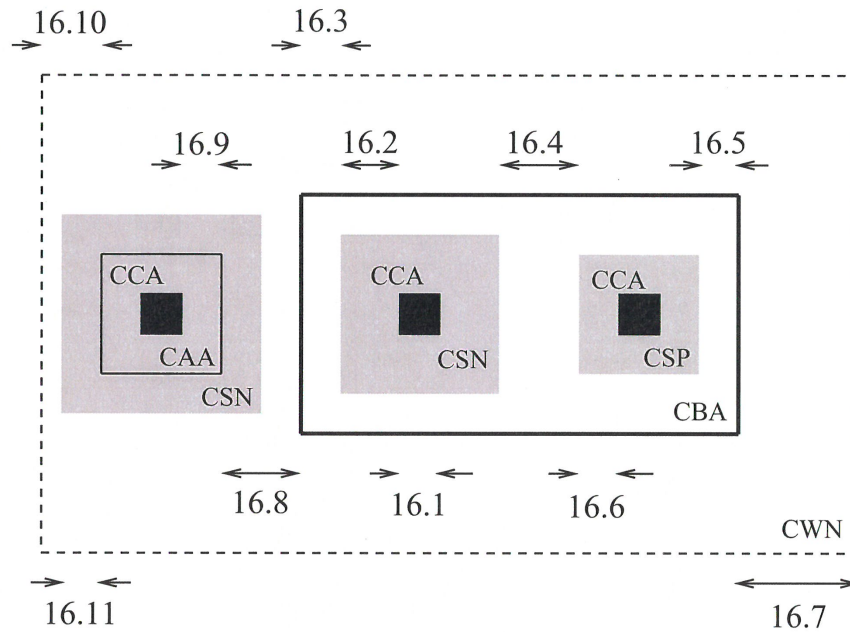 16.10
16.3
16.9
16.2
16.4
16.5
CCA
CCA
CCA
CAA
CSN
CSP
CSN
CBA
16.8
16.1
16.6
CWN
16.11
16.7